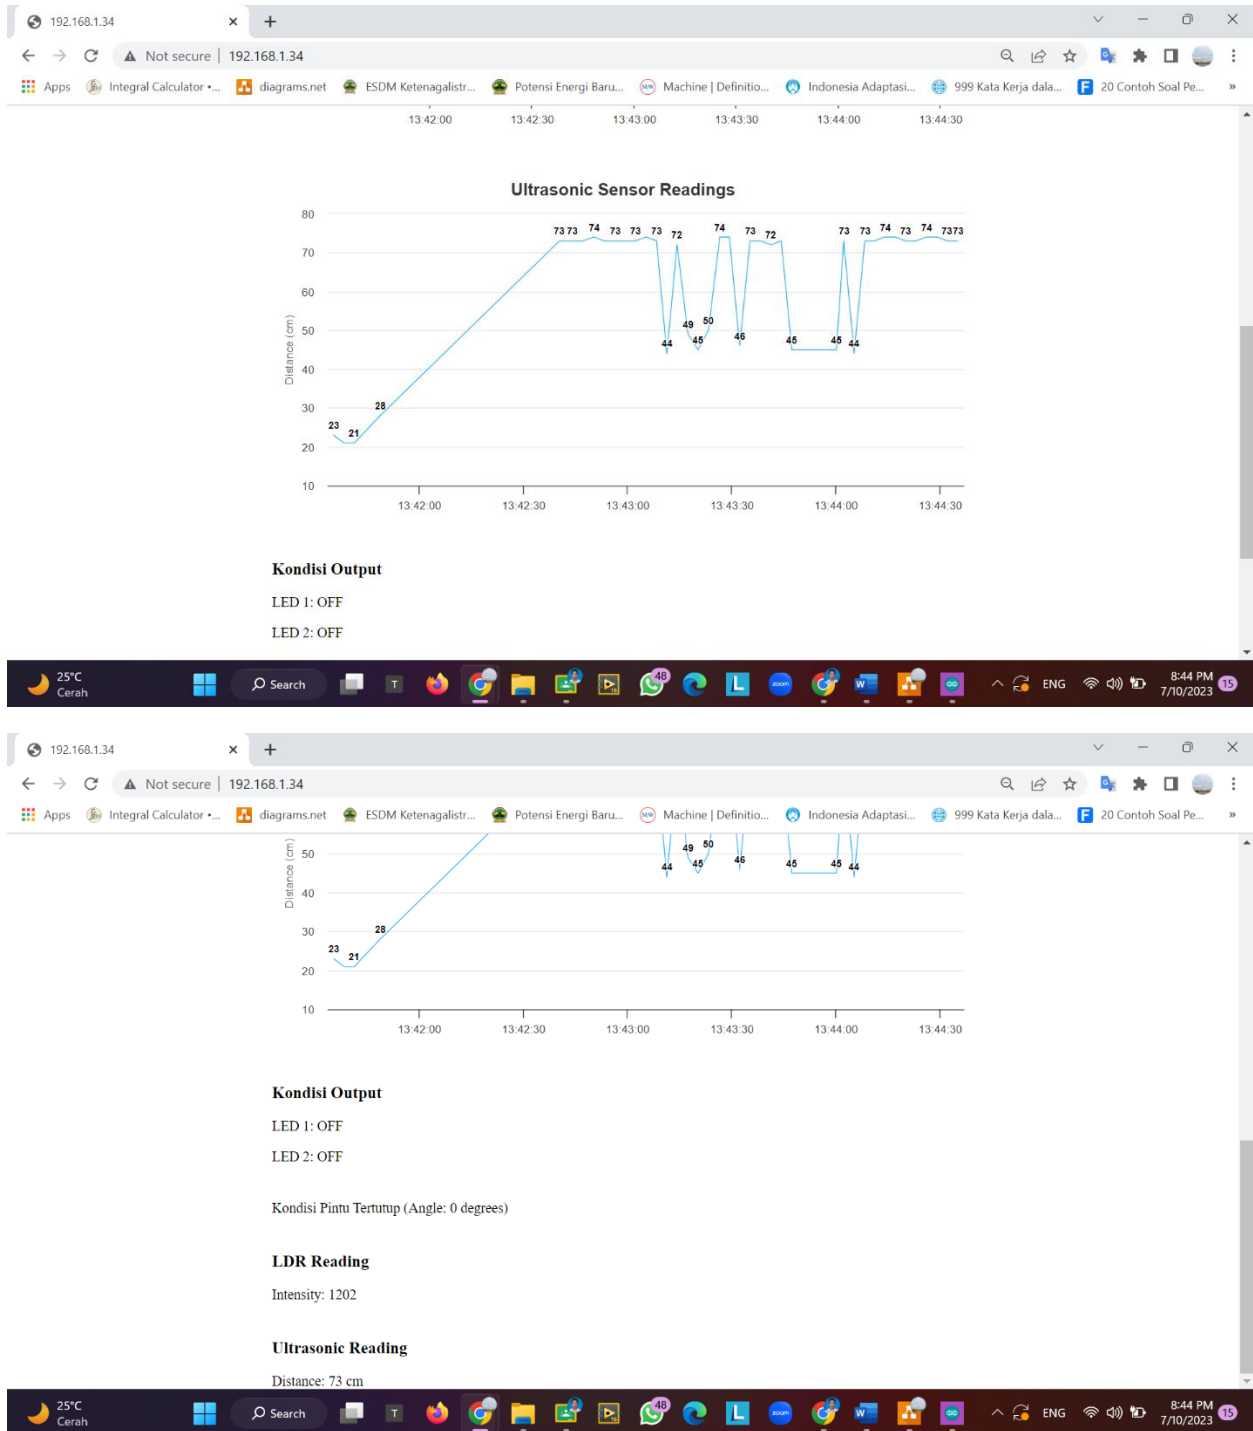 192.168.1.34
Not secure | 192.168.1.34
Apps Integral Calculator •... diagrams.net ESDM Ketenagalistr... Potensi Energi Baru... Machine | Definitio... Indonesia Adaptasi... 999 Kata Kerja dala... 20 Contoh Soal Pe... »
13:42:00 13:42:30 13:43:00 13:43:30 13:44:00 13:44:30
Ultrasonic Sensor Readings
80
73 73 74 73 73 73 72 74 73 72 73 73 74 73 74 73 73
70
60
50
49 50
44 45 46 45 45 44
Distance (cm)
40
30
28
23
21
20
10
13:42:00 13:42:30 13:43:00 13:43:30 13:44:00 13:44:30
Kondisi Output
LED 1: OFF
LED 2: OFF
25°C
Cerah
Search
T
48
L
zoom
W
ENG
8:44 PM
7/10/2023
15
192.168.1.34
Not secure | 192.168.1.34
Apps Integral Calculator •... diagrams.net ESDM Ketenagalistr... Potensi Energi Baru... Machine | Definitio... Indonesia Adaptasi... 999 Kata Kerja dala... 20 Contoh Soal Pe... »
50
49 50
44 45 46 45 45 44
Distance (cm)
40
30
28
23
21
20
10
13:42:00 13:42:30 13:43:00 13:43:30 13:44:00 13:44:30
Kondisi Output
LED 1: OFF
LED 2: OFF
Kondisi Pintu Tertutup (Angle: 0 degrees)
LDR Reading
Intensity: 1202
Ultrasonic Reading
Distance: 73 cm
25°C
Cerah
Search
T
48
L
zoom
W
ENG
8:44 PM
7/10/2023
15